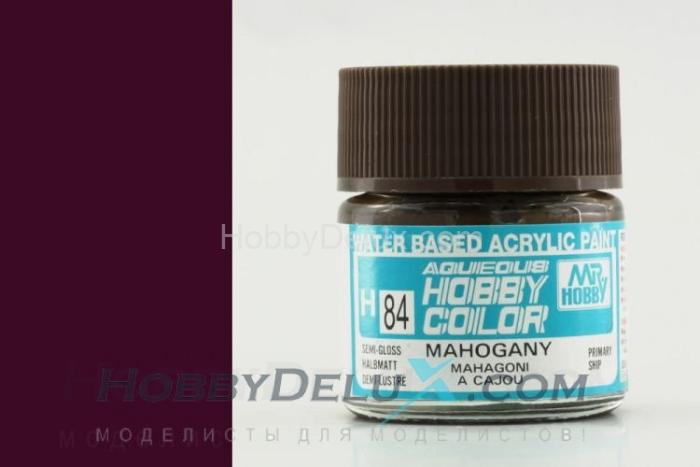 HobbyDelux.com
WATER BASED ACRYLIC PAINT
AQUEOUS
HOBBY
COLOR
MR
HOBBY
H 84
SEMI-GLOSS
HALBMATT
DEMI LUSTRE
MAHOGANY
MAHAGONI
A CAJOU
PRIMARY
SHIP
HOBBYDELUX.COM
МОДЕЛИСТЫ ДЛЯ МОДЕЛИСТОВ!